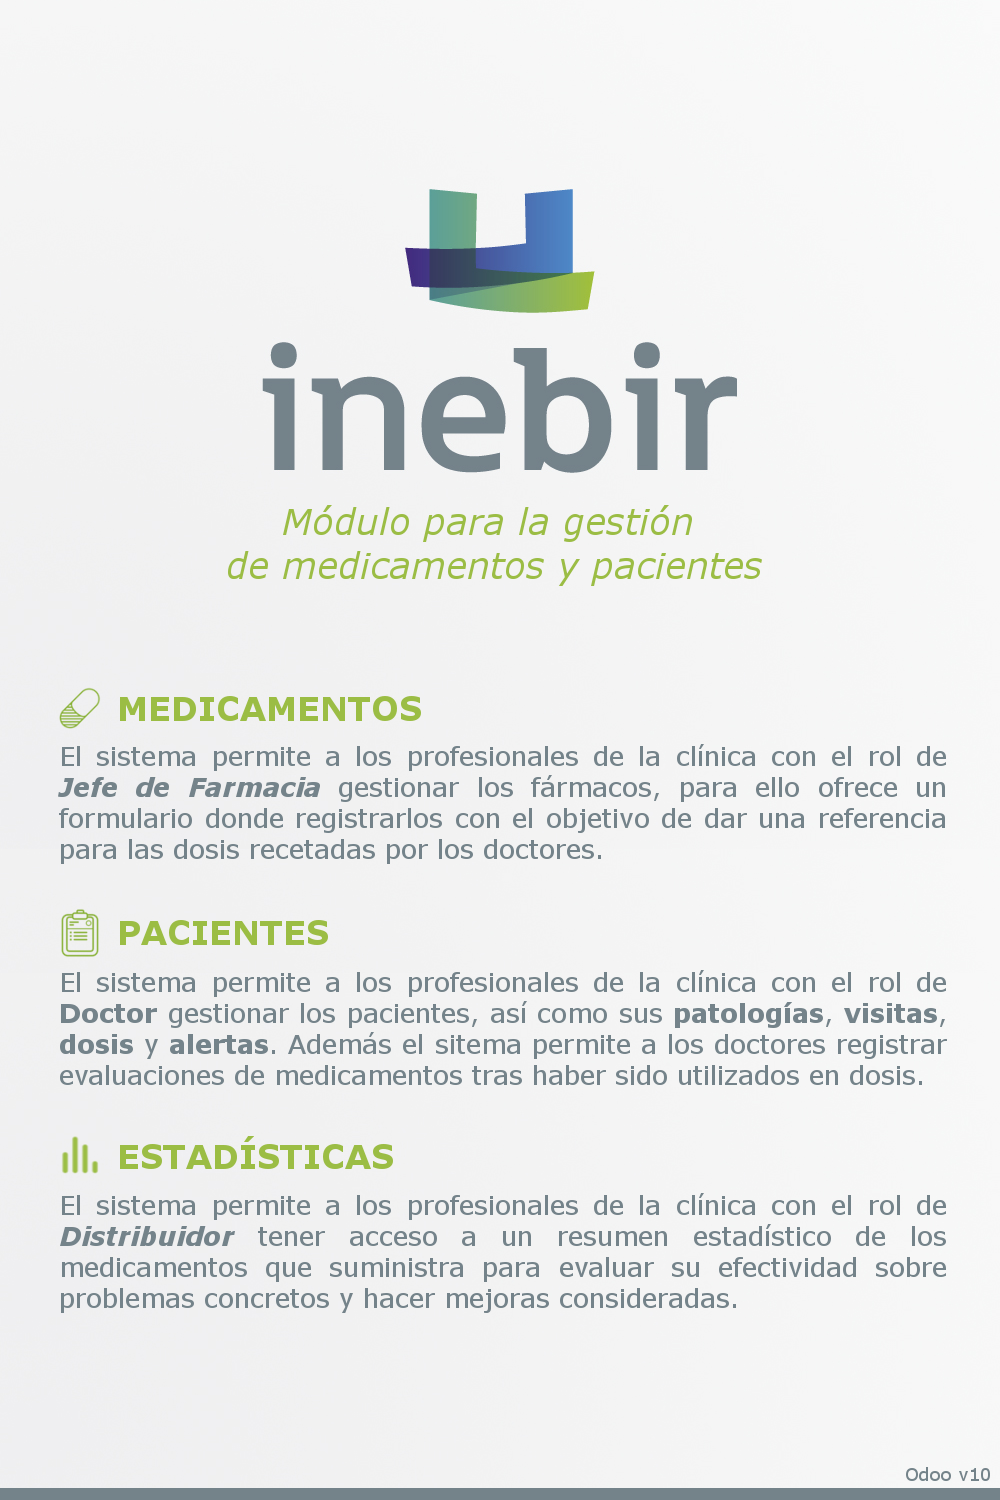 inebir
Módulo para la gestión
de medicamentos y pacientes
MEDICAMENTOS
El sistema permite a los profesionales de la clínica con el rol de
Jefe de Farmacia gestionar los fármacos, para ello ofrece un
formulario donde registrarlos con el objetivo de dar una referencia
para las dosis recetadas por los doctores.
PACIENTES
El sistema permite a los profesionales de la clínica con el rol de
Doctor gestionar los pacientes, así como sus patologías, visitas,
dosis y alertas. Además el sitema permite a los doctores registrar
evaluaciones de medicamentos tras haber sido utilizados en dosis.
ESTADÍSTICAS
El sistema permite a los profesionales de la clínica con el rol de
Distribuidor tener acceso a un resumen estadístico de los
medicamentos que suministra para evaluar su efectividad sobre
problemas concretos y hacer mejoras consideradas.
Odoo v10